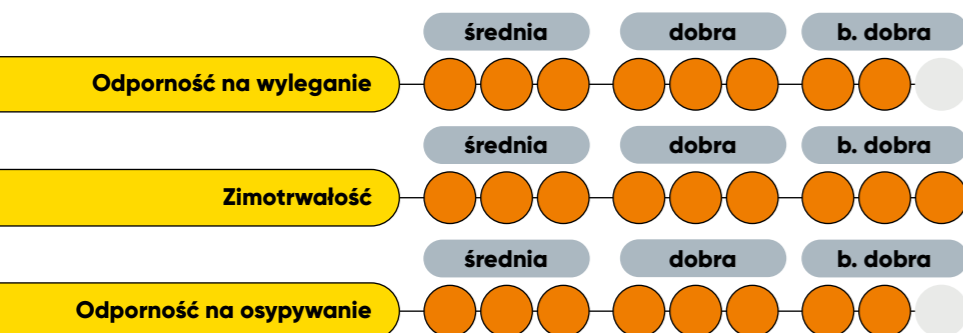 średnia dobra b. dobra
Odporność na wyleganie
średnia dobra b. dobra
Zimotrwałość
średnia dobra b. dobra
Odporność na osypywanie